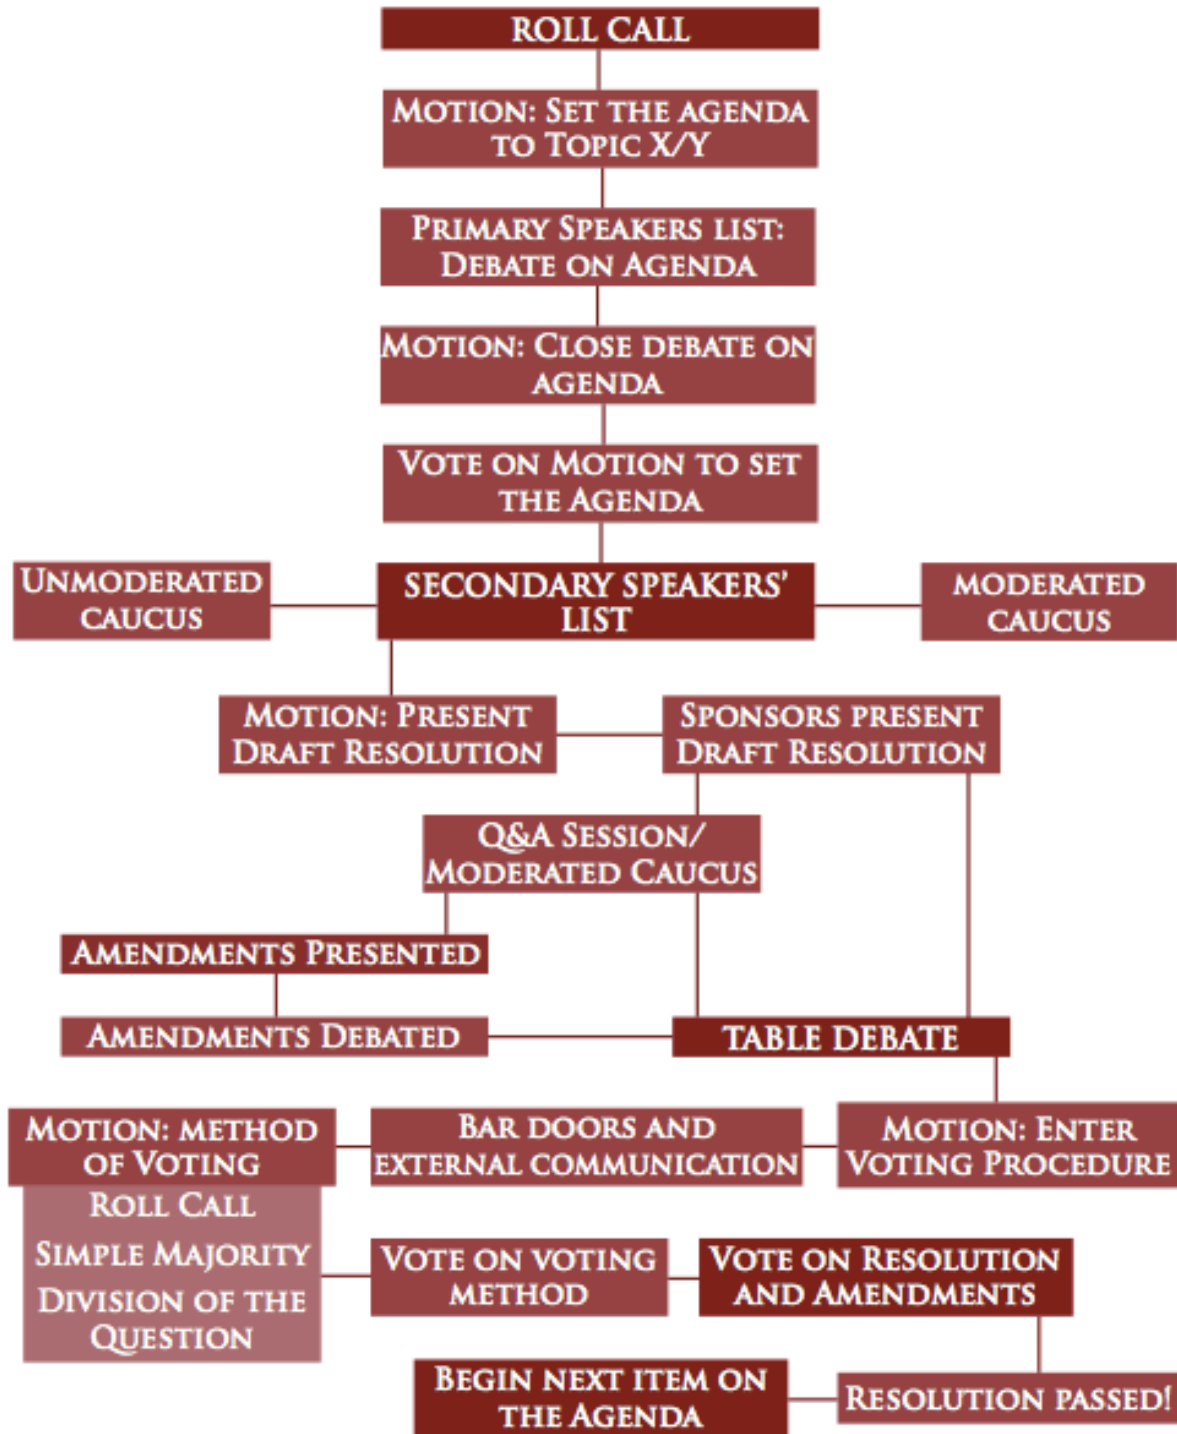 ROLL CALL
MOTION: SET THE AGENDA
TO TOPIC X/Y
PRIMARY SPEAKERS LIST:
DEBATE ON AGENDA
MOTION: CLOSE DEBATE ON
AGENDA
VOTE ON MOTION TO SET
THE AGENDA
UNMODERATED
CAUCUS
SECONDARY SPEAKERS'
LIST
MODERATED
CAUCUS
MOTION: PRESENT
DRAFT RESOLUTION
SPONSORS PRESENT
DRAFT RESOLUTION
Q&A SESSION/
MODERATED CAUCUS
AMENDMENTS PRESENTED
AMENDMENTS DEBATED
TABLE DEBATE
MOTION: METHOD
OF VOTING
BAR DOORS AND
EXTERNAL COMMUNICATION
MOTION: ENTER
VOTING PROCEDURE
ROLL CALL
SIMPLE MAJORITY
DIVISION OF THE
QUESTION
VOTE ON VOTING
METHOD
VOTE ON RESOLUTION
AND AMENDMENTS
BEGIN NEXT ITEM ON
THE AGENDA
RESOLUTION PASSED!